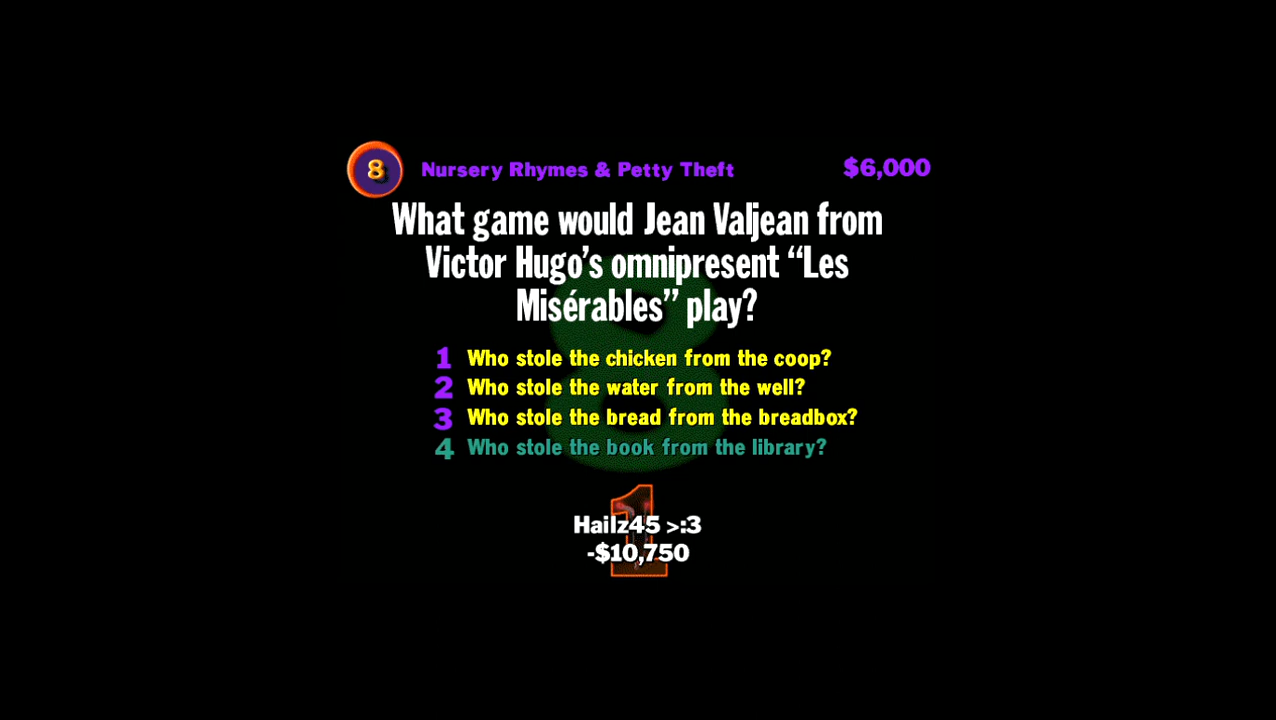 8 Nursery Rhymes & Petty Theft $6,000
What game would Jean Valjean from
Victor Hugo's omnipresent “Les
Misérables” play?
1 Who stole the chicken from the coop?
2 Who stole the water from the well?
3 Who stole the bread from the breadbox?
4 Who stole the book from the library?
8
1
Hailz45 >:3
-$10,750